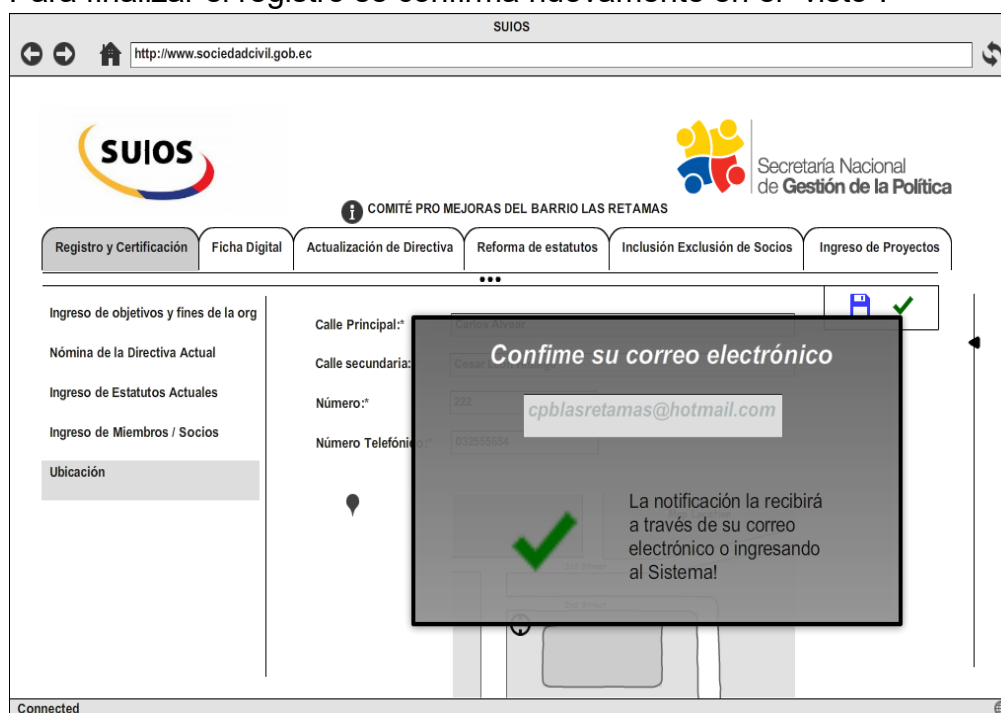 Para finalizar el registro se confirma nuevamente en el "visto".
SUIOS
http://www.sociedadcivil.gob.ec
SUIOS
Secretaría Nacional
de Gestión de la Política
COMITÉ PRO MEJORAS DEL BARRIO LAS RETAMAS
Registro y Certificación
Ficha Digital
Actualización de Directiva
Reforma de estatutos
Inclusión Exclusión de Socios
Ingreso de Proyectos
Ingreso de objetivos y fines de la org
Nómina de la Directiva Actual
Ingreso de Estatutos Actuales
Ingreso de Miembros / Socios
Ubicación
Calle Principal:* Carlos Alvear
Calle secundaria: Cesar
Número:* 222
Número Telefónico:* 032555654
Confime su correo electrónico
cpblasretamas@hotmail.com
La notificación la recibirá
a través de su correo
electrónico o ingresando
al Sistema!
2nd Street
Connected